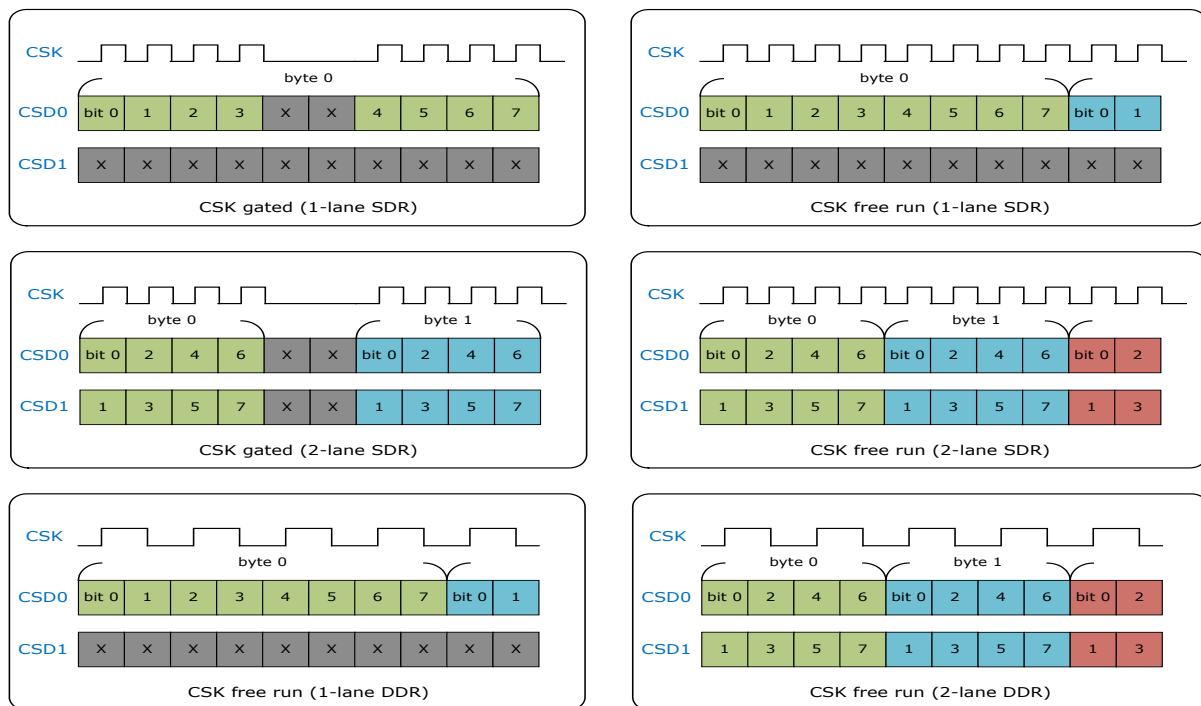 CSK
byte 0
CSD0 bit 0 1 2 3 X X 4 5 6 7
CSD1 X X X X X X X X X X
CSK gated (1-lane SDR)
CSK
byte 0
CSD0 bit 0 1 2 3 4 5 6 7 bit 0 1
CSD1 X X X X X X X X X X
CSK free run (1-lane SDR)
CSK
byte 0 byte 1
CSD0 bit 0 2 4 6 X X bit 0 2 4 6
CSD1 1 3 5 7 X X 1 3 5 7
CSK gated (2-lane SDR)
CSK
byte 0 byte 1
CSD0 bit 0 2 4 6 bit 0 2 4 6 bit 0 2
CSD1 1 3 5 7 1 3 5 7 1 3
CSK free run (2-lane SDR)
CSK
byte 0
CSD0 bit 0 1 2 3 4 5 6 7 bit 0 1
CSD1 X X X X X X X X X X
CSK free run (1-lane DDR)
CSK
byte 0 byte 1
CSD0 bit 0 2 4 6 bit 0 2 4 6 bit 0 2
CSD1 1 3 5 7 1 3 5 7 1 3
CSK free run (2-lane DDR)